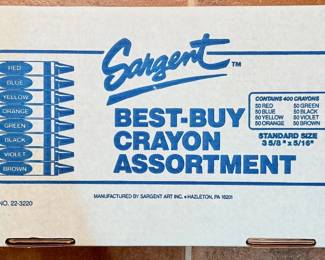 Sargent™
BEST-BUY
CRAYON
ASSORTMENT
RED
BLUE
YELLOW
ORANGE
GREEN
BLACK
VIOLET
BROWN
CONTAINS 400 CRAYONS
50 RED 50 GREEN
50 BLUE 50 BLACK
50 YELLOW 50 VIOLET
50 ORANGE 50 BROWN
STANDARD SIZE
3 5/8" x 5/16"
NO. 22-3220
MANUFACTURED BY SARGENT ART INC. • HAZLETON, PA 18201